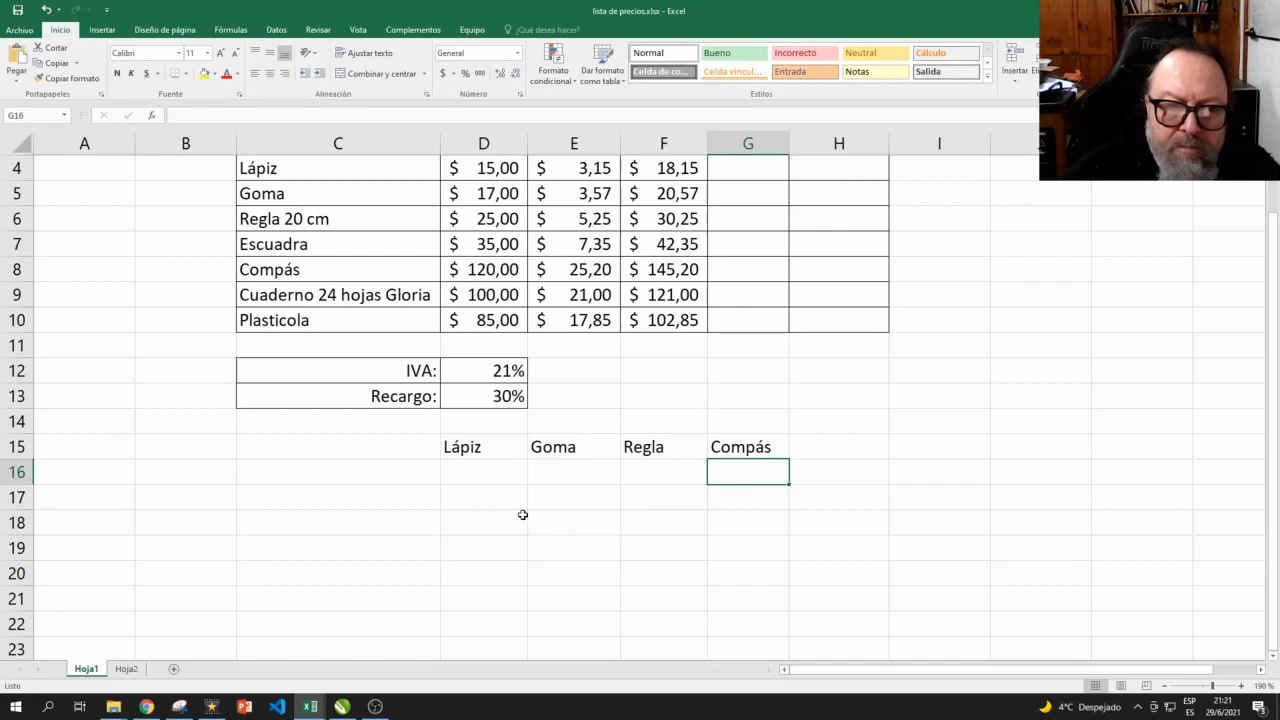 lista de precios.xlsx - Excel
Archivo Inicio Insertar Diseño de página Fórmulas Datos Revisar Vista Complementos Equipo ¿Qué desea hacer?
Pegar Cortar Calibri 11 Ajustar texto General Formato Dar formato Normal Bueno Incorrecto Neutral Cálculo Insertar
Copiar N K S Combinar y centrar $ % 000 condicional como tabla Celda de co... Celda vincul... Entrada Notas Salida
Copiar formato
Portapapeles Fuente Alineación Número Estilos
G16 fx
A B C D E F G H I
4 Lápiz $ 15,00 $ 3,15 $ 18,15
5 Goma $ 17,00 $ 3,57 $ 20,57
6 Regla 20 cm $ 25,00 $ 5,25 $ 30,25
7 Escuadra $ 35,00 $ 7,35 $ 42,35
8 Compás $ 120,00 $ 25,20 $ 145,20
9 Cuaderno 24 hojas Gloria $ 100,00 $ 21,00 $ 121,00
10 Plasticola $ 85,00 $ 17,85 $ 102,85
11
12 IVA: 21%
13 Recargo: 30%
14
15 Lápiz Goma Regla Compás
16
17
18
19
20
21
22
23
Hoja1 Hoja2
Listo 190 %
4°C Despejado ESP 21:21
ES 29/6/2021